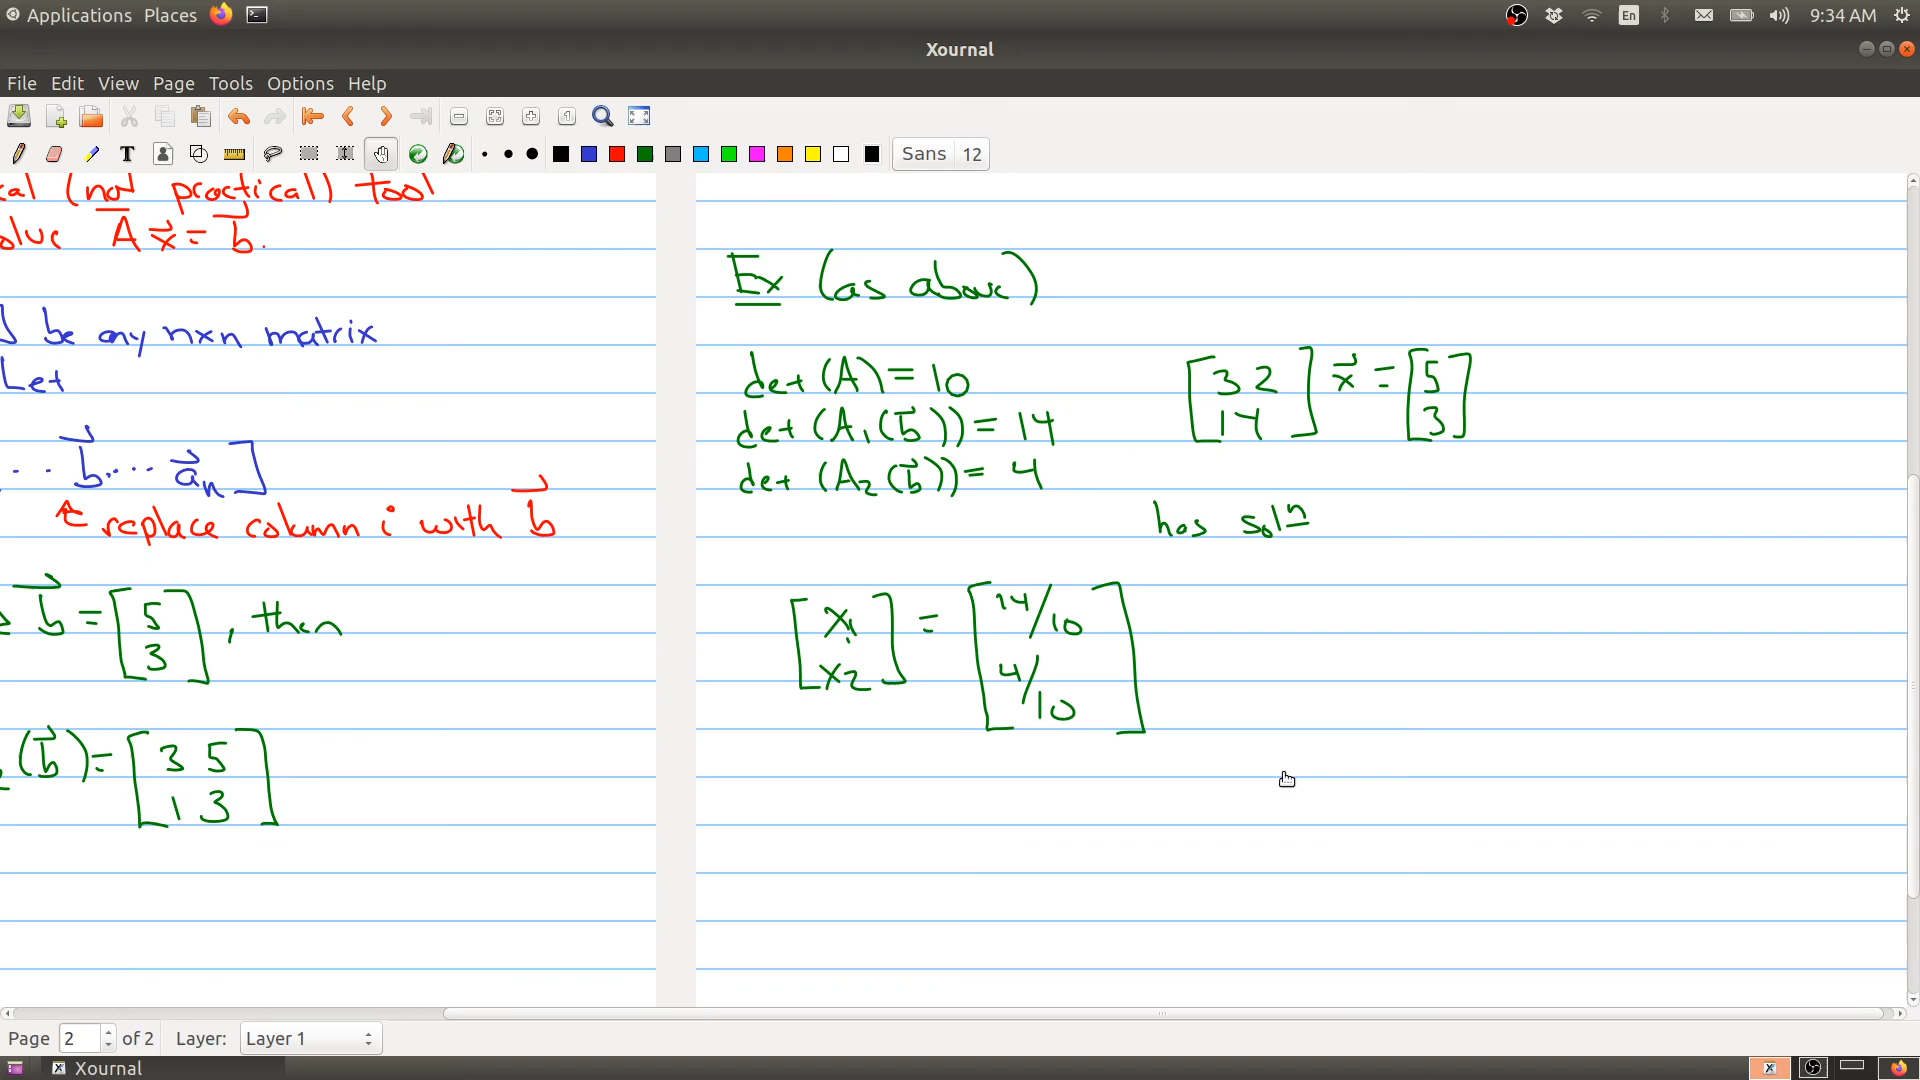 Applications Places En 9:34 AM
Xournal
File Edit View Page Tools Options Help
Sans 12
cal (not practical) tool
olve A x = b.
be any nxn matrix
Let
... b ... an ]
↑ replace column i with b
b = [5 3], then
(b) = [3 5 1 3]
Ex (as above)
det (A) = 10
det (A1(b)) = 14
det (A2(b)) = 4
[3 2
1 4] x = [5
3]
has soln
[x1
x2] = [14/10
4/10]
Page 2 of 2 Layer: Layer 1
Xournal